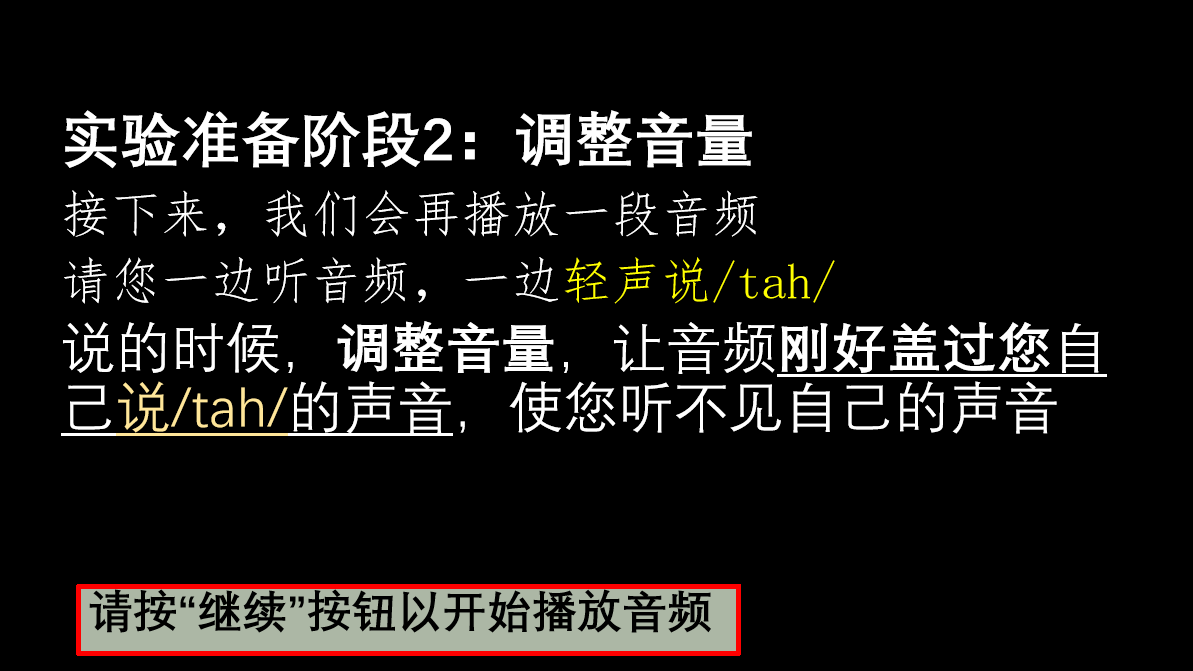 实验准备阶段2：调整音量
接下来，我们会再播放一段音频
请您一边听音频，一边轻声说/tah/
说的时候，调整音量，让音频刚好盖过您自
己说/tah/的声音，使您听不见自己的声音
请按“继续”按钮以开始播放音频